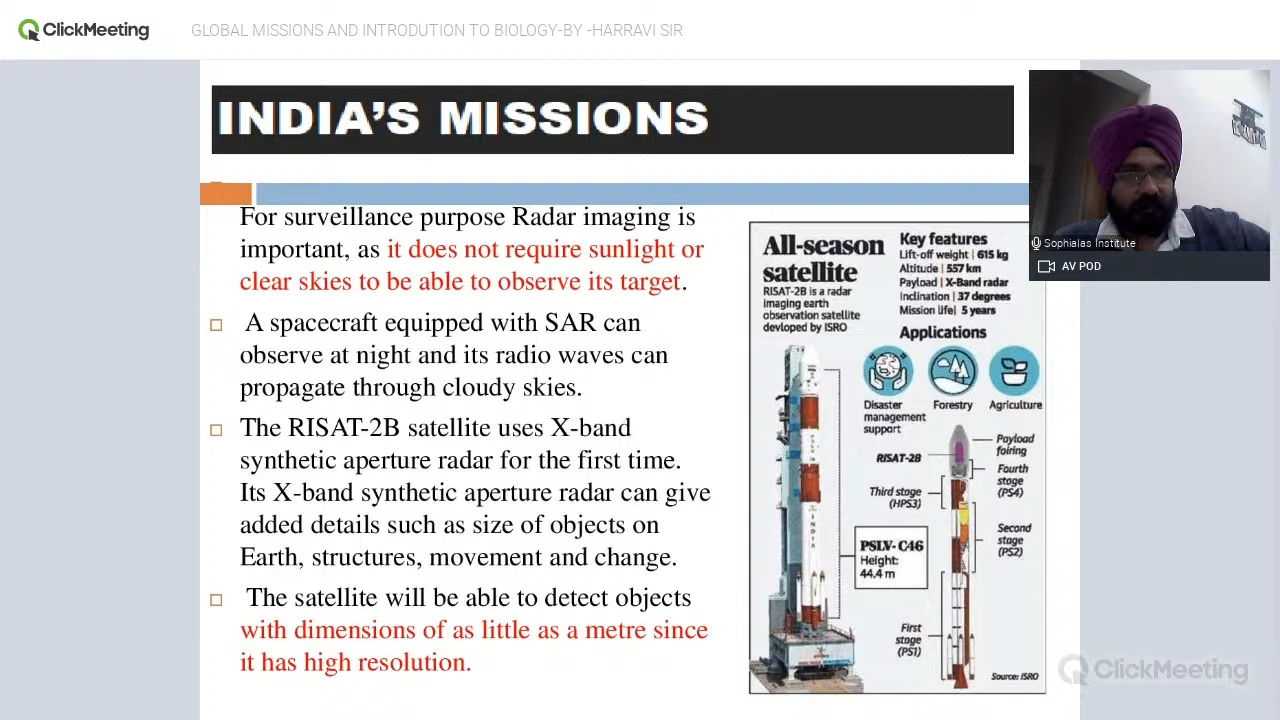 ClickMeeting
GLOBAL MISSIONS AND INTRODUTION TO BIOLOGY-BY -HARRAVI SIR
INDIA'S MISSIONS
For surveillance purpose Radar imaging is
important, as it does not require sunlight or
clear skies to be able to observe its target.
A spacecraft equipped with SAR can
observe at night and its radio waves can
propagate through cloudy skies.
The RISAT-2B satellite uses X-band
synthetic aperture radar for the first time.
Its X-band synthetic aperture radar can give
added details such as size of objects on
Earth, structures, movement and change.
The satellite will be able to detect objects
with dimensions of as little as a metre since
it has high resolution.
All-season
satellite
RISAT-2B is a radar
imaging earth
observation satellite
devloped by ISRO
Key features
Lift-off weight | 615 kg
Altitude | 557 km
Payload | X-Band radar
Inclination | 37 degrees
Mission life| 5 years
Applications
Disaster
management
support
Forestry
Agriculture
RISAT-2B
Payload
foiring
Fourth
stage
(PS4)
Third stage
(HPS3)
Second
stage
(PS2)
PSLV-C46
Height:
44.4 m
First
stage
(PS1)
INDIA
Source: ISRO
Sophialas Institute
AV POD
ClickMeeting